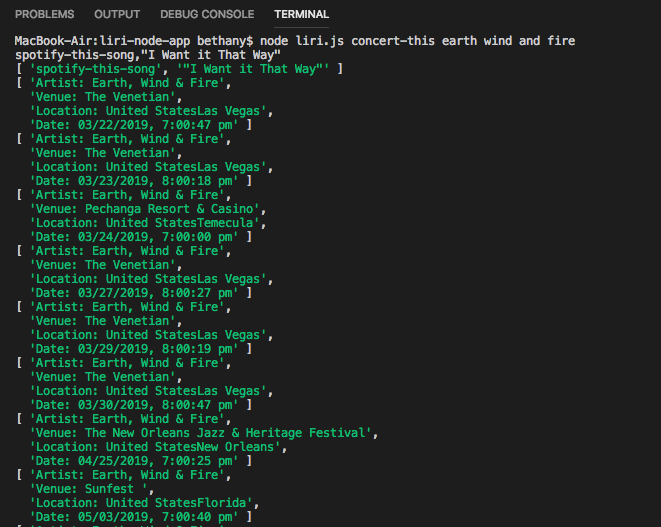 PROBLEMS OUTPUT DEBUG CONSOLE TERMINAL
MacBook-Air:liri-node-app bethany$ node liri.js concert-this earth wind and fire
spotify-this-song,"I Want it That Way"
[ 'spotify-this-song', '"I Want it That Way"' ]
[ 'Artist: Earth, Wind & Fire',
'Venue: The Venetian',
'Location: United StatesLas Vegas',
'Date: 03/22/2019, 7:00:47 pm' ]
[ 'Artist: Earth, Wind & Fire',
'Venue: The Venetian',
'Location: United StatesLas Vegas',
'Date: 03/23/2019, 8:00:18 pm' ]
[ 'Artist: Earth, Wind & Fire',
'Venue: Pechanga Resort & Casino',
'Location: United StatesTemecula',
'Date: 03/24/2019, 7:00:00 pm' ]
[ 'Artist: Earth, Wind & Fire',
'Venue: The Venetian',
'Location: United StatesLas Vegas',
'Date: 03/27/2019, 8:00:27 pm' ]
[ 'Artist: Earth, Wind & Fire',
'Venue: The Venetian',
'Location: United StatesLas Vegas',
'Date: 03/29/2019, 8:00:19 pm' ]
[ 'Artist: Earth, Wind & Fire',
'Venue: The Venetian',
'Location: United StatesLas Vegas',
'Date: 03/30/2019, 8:00:47 pm' ]
[ 'Artist: Earth, Wind & Fire',
'Venue: The New Orleans Jazz & Heritage Festival',
'Location: United StatesNew Orleans',
'Date: 04/25/2019, 7:00:25 pm' ]
[ 'Artist: Earth, Wind & Fire',
'Venue: Sunfest ',
'Location: United StatesFlorida',
'Date: 05/03/2019, 7:00:40 pm' ]